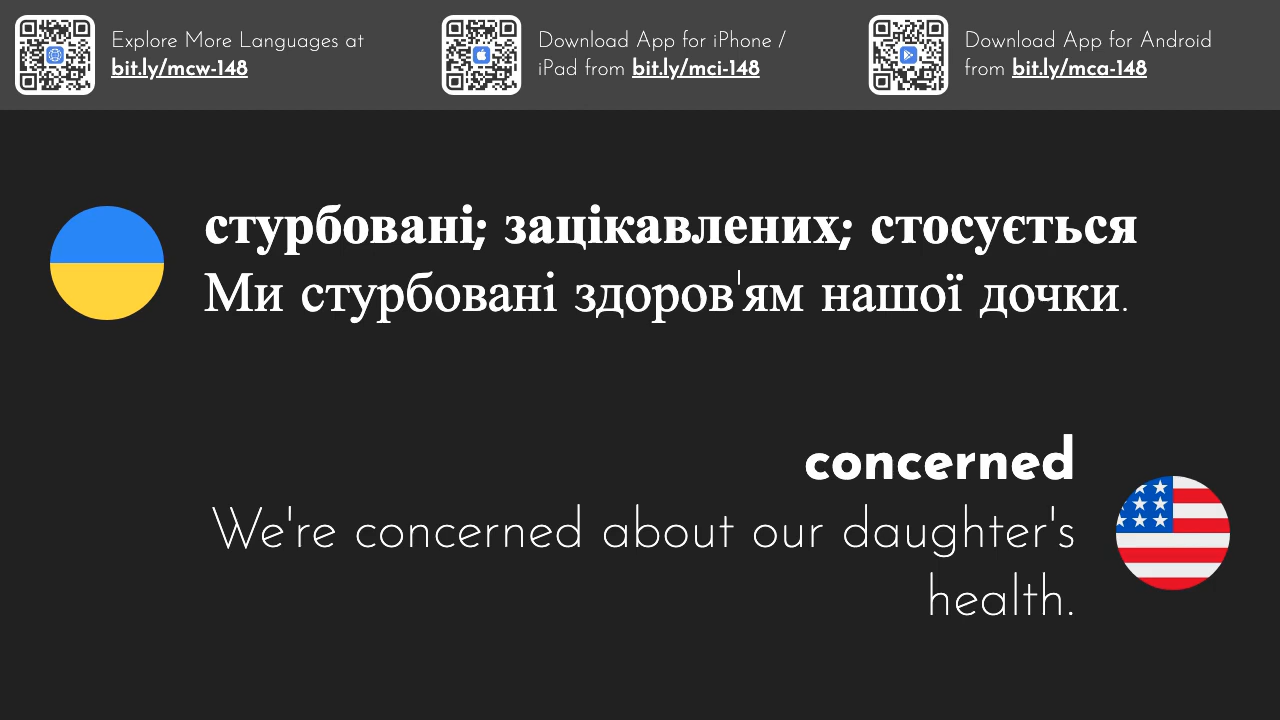 Explore More Languages at
bit.ly/mcw-148
Download App for iPhone /
iPad from bit.ly/mci-148
Download App for Android
from bit.ly/mca-148
стурбовані; зацікавлених; стосується
Ми стурбовані здоров'ям нашої дочки.
concerned
We're concerned about our daughter's
health.